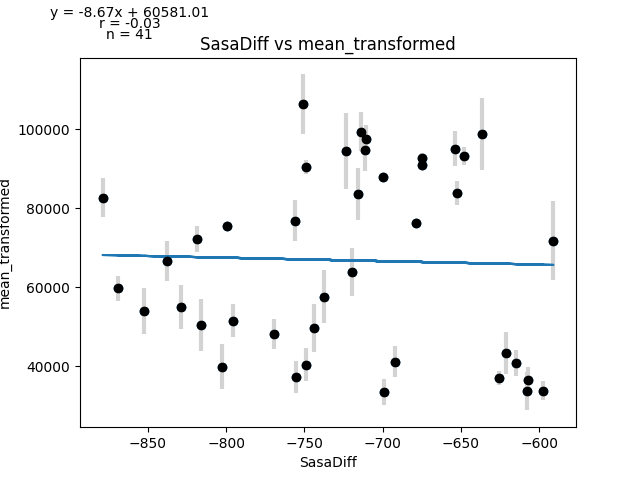 y = -8.67x + 60581.01
r = -0.03
n = 41
SasaDiff vs mean_transformed
100000
80000
60000
40000
mean_transformed
−850
−800
−750
−700
−650
−600
SasaDiff